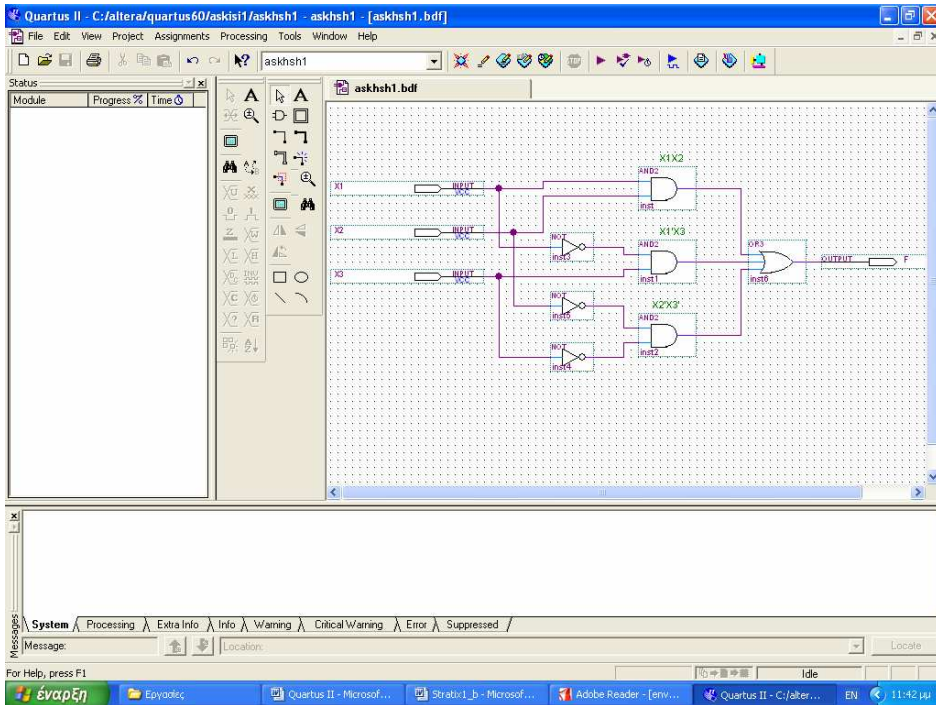 Quartus II - C:/altera/quartus60/askisi1/askhsh1 - askhsh1 - [askhsh1.bdf]
File Edit View Project Assignments Processing Tools Window Help
askhsh1
Status
Module Progress % Time
askhsh1.bdf
X1X2
AND2
X1 INPUT
VCC
inst
X2 INPUT
VCC
X1'X3
NOT
AND2
inst3
OR3
OUTPUT F
X3 INPUT
VCC
inst1
inst6
NOT
X2'X3'
inst5
AND2
NOT
inst2
inst4
System Processing Extra Info Info Warning Critical Warning Error Suppressed
Messages
Message: Location: Locate
For Help, press F1
Idle
έναρξη Εργασίες Quartus II - Microsof... Stratix1_b - Microsof... Adobe Reader - [env... Quartus II - C:/alter... EN 11:42 μμ